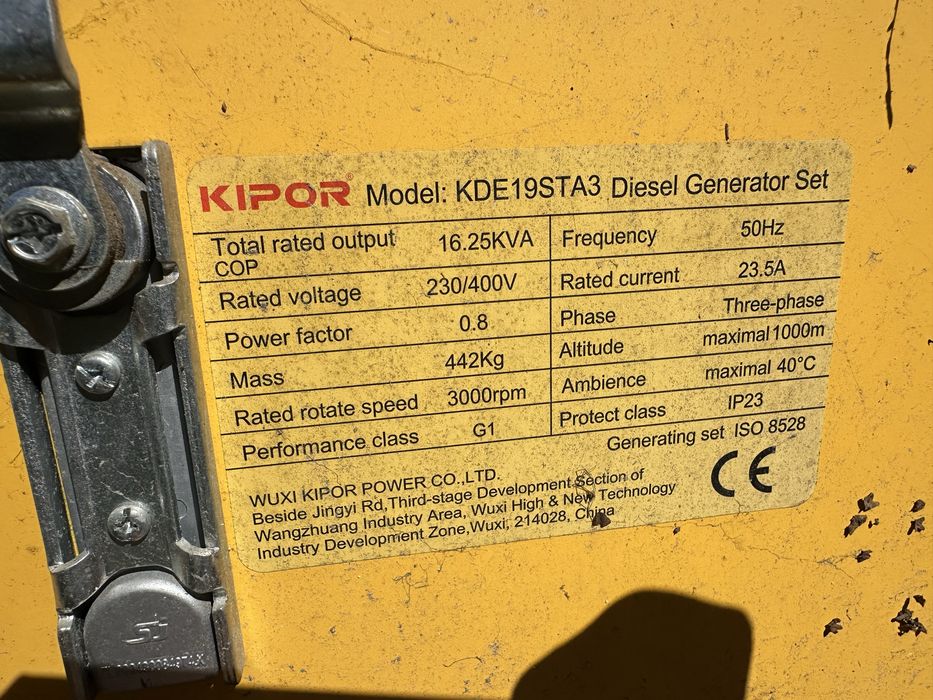 KIPOR® Model: KDE19STA3 Diesel Generator Set
Total rated output COP 16.25KVA Frequency 50Hz
Rated voltage 230/400V Rated current 23.5A
Power factor 0.8 Phase Three-phase
Mass 442Kg Altitude maximal 1000m
Rated rotate speed 3000rpm Ambience maximal 40°C
Performance class G1 Protect class IP23
Generating set ISO 8528
WUXI KIPOR POWER CO.,LTD.
Beside Jingyi Rd,Third-stage Development Section of
Wangzhuang Industry Area, Wuxi High & New Technology
Industry Development Zone,Wuxi, 214028, China
CE